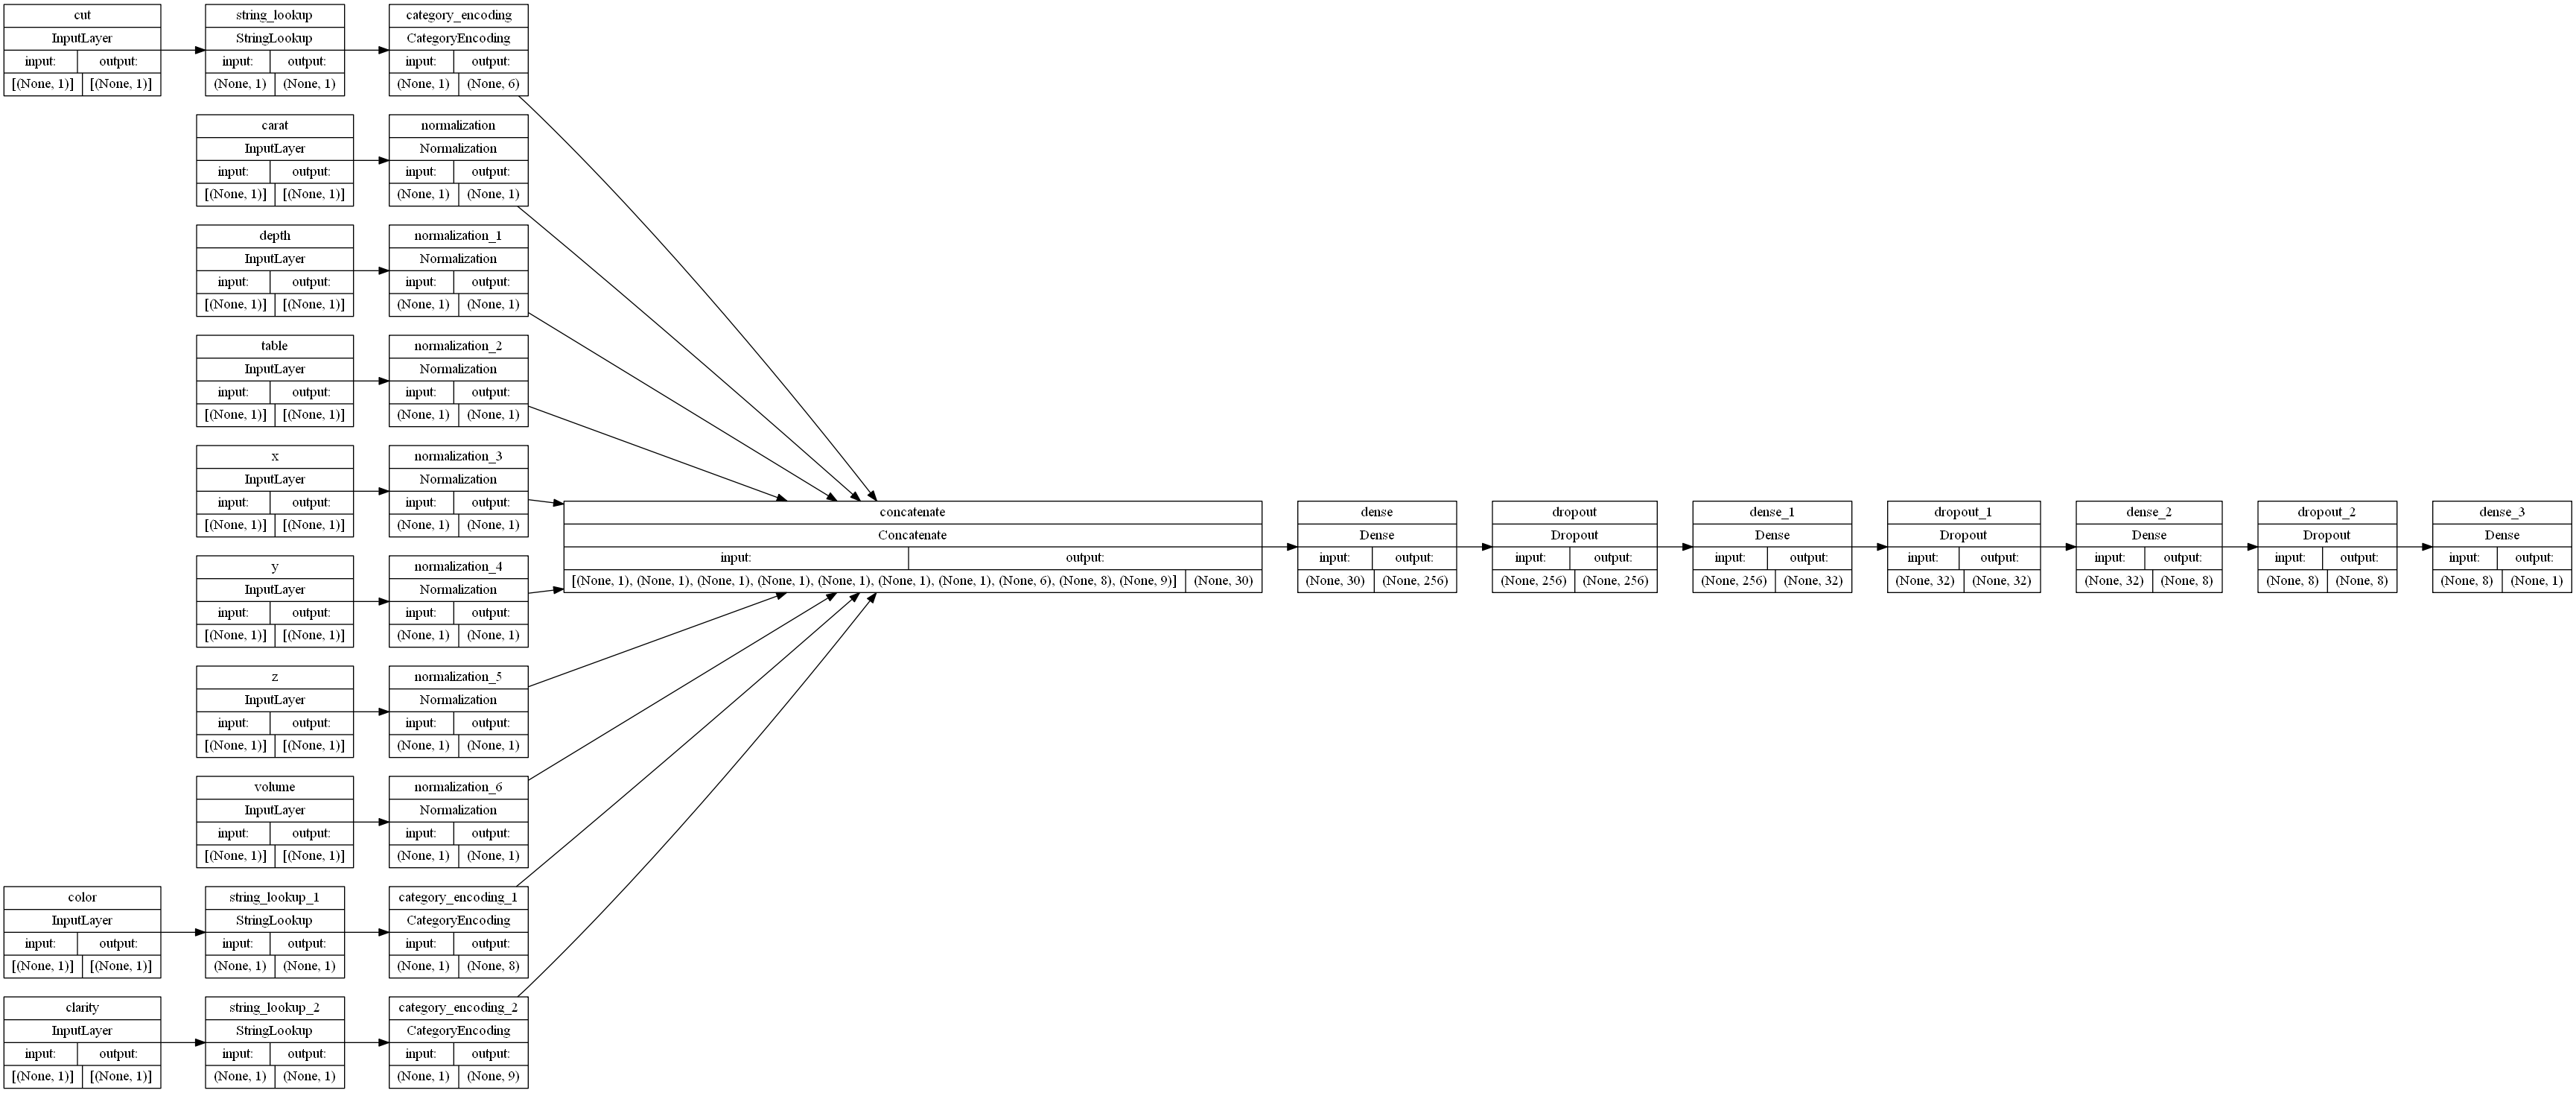 cut
InputLayer
input: output:
[(None, 1)] [(None, 1)]
string_lookup
StringLookup
input: output:
(None, 1) (None, 1)
category_encoding
CategoryEncoding
input: output:
(None, 1) (None, 6)
carat
InputLayer
input: output:
[(None, 1)] [(None, 1)]
normalization
Normalization
input: output:
(None, 1) (None, 1)
depth
InputLayer
input: output:
[(None, 1)] [(None, 1)]
normalization_1
Normalization
input: output:
(None, 1) (None, 1)
table
InputLayer
input: output:
[(None, 1)] [(None, 1)]
normalization_2
Normalization
input: output:
(None, 1) (None, 1)
x
InputLayer
input: output:
[(None, 1)] [(None, 1)]
normalization_3
Normalization
input: output:
(None, 1) (None, 1)
y
InputLayer
input: output:
[(None, 1)] [(None, 1)]
normalization_4
Normalization
input: output:
(None, 1) (None, 1)
z
InputLayer
input: output:
[(None, 1)] [(None, 1)]
normalization_5
Normalization
input: output:
(None, 1) (None, 1)
volume
InputLayer
input: output:
[(None, 1)] [(None, 1)]
normalization_6
Normalization
input: output:
(None, 1) (None, 1)
color
InputLayer
input: output:
[(None, 1)] [(None, 1)]
string_lookup_1
StringLookup
input: output:
(None, 1) (None, 1)
category_encoding_1
CategoryEncoding
input: output:
(None, 1) (None, 8)
clarity
InputLayer
input: output:
[(None, 1)] [(None, 1)]
string_lookup_2
StringLookup
input: output:
(None, 1) (None, 1)
category_encoding_2
CategoryEncoding
input: output:
(None, 1) (None, 9)
concatenate
Concatenate
input: output:
[(None, 1), (None, 1), (None, 1), (None, 1), (None, 1), (None, 1), (None, 1), (None, 6), (None, 8), (None, 9)] (None, 30)
dense
Dense
input: output:
(None, 30) (None, 256)
dropout
Dropout
input: output:
(None, 256) (None, 256)
dense_1
Dense
input: output:
(None, 256) (None, 32)
dropout_1
Dropout
input: output:
(None, 32) (None, 32)
dense_2
Dense
input: output:
(None, 32) (None, 8)
dropout_2
Dropout
input: output:
(None, 8) (None, 8)
dense_3
Dense
input: output:
(None, 8) (None, 1)